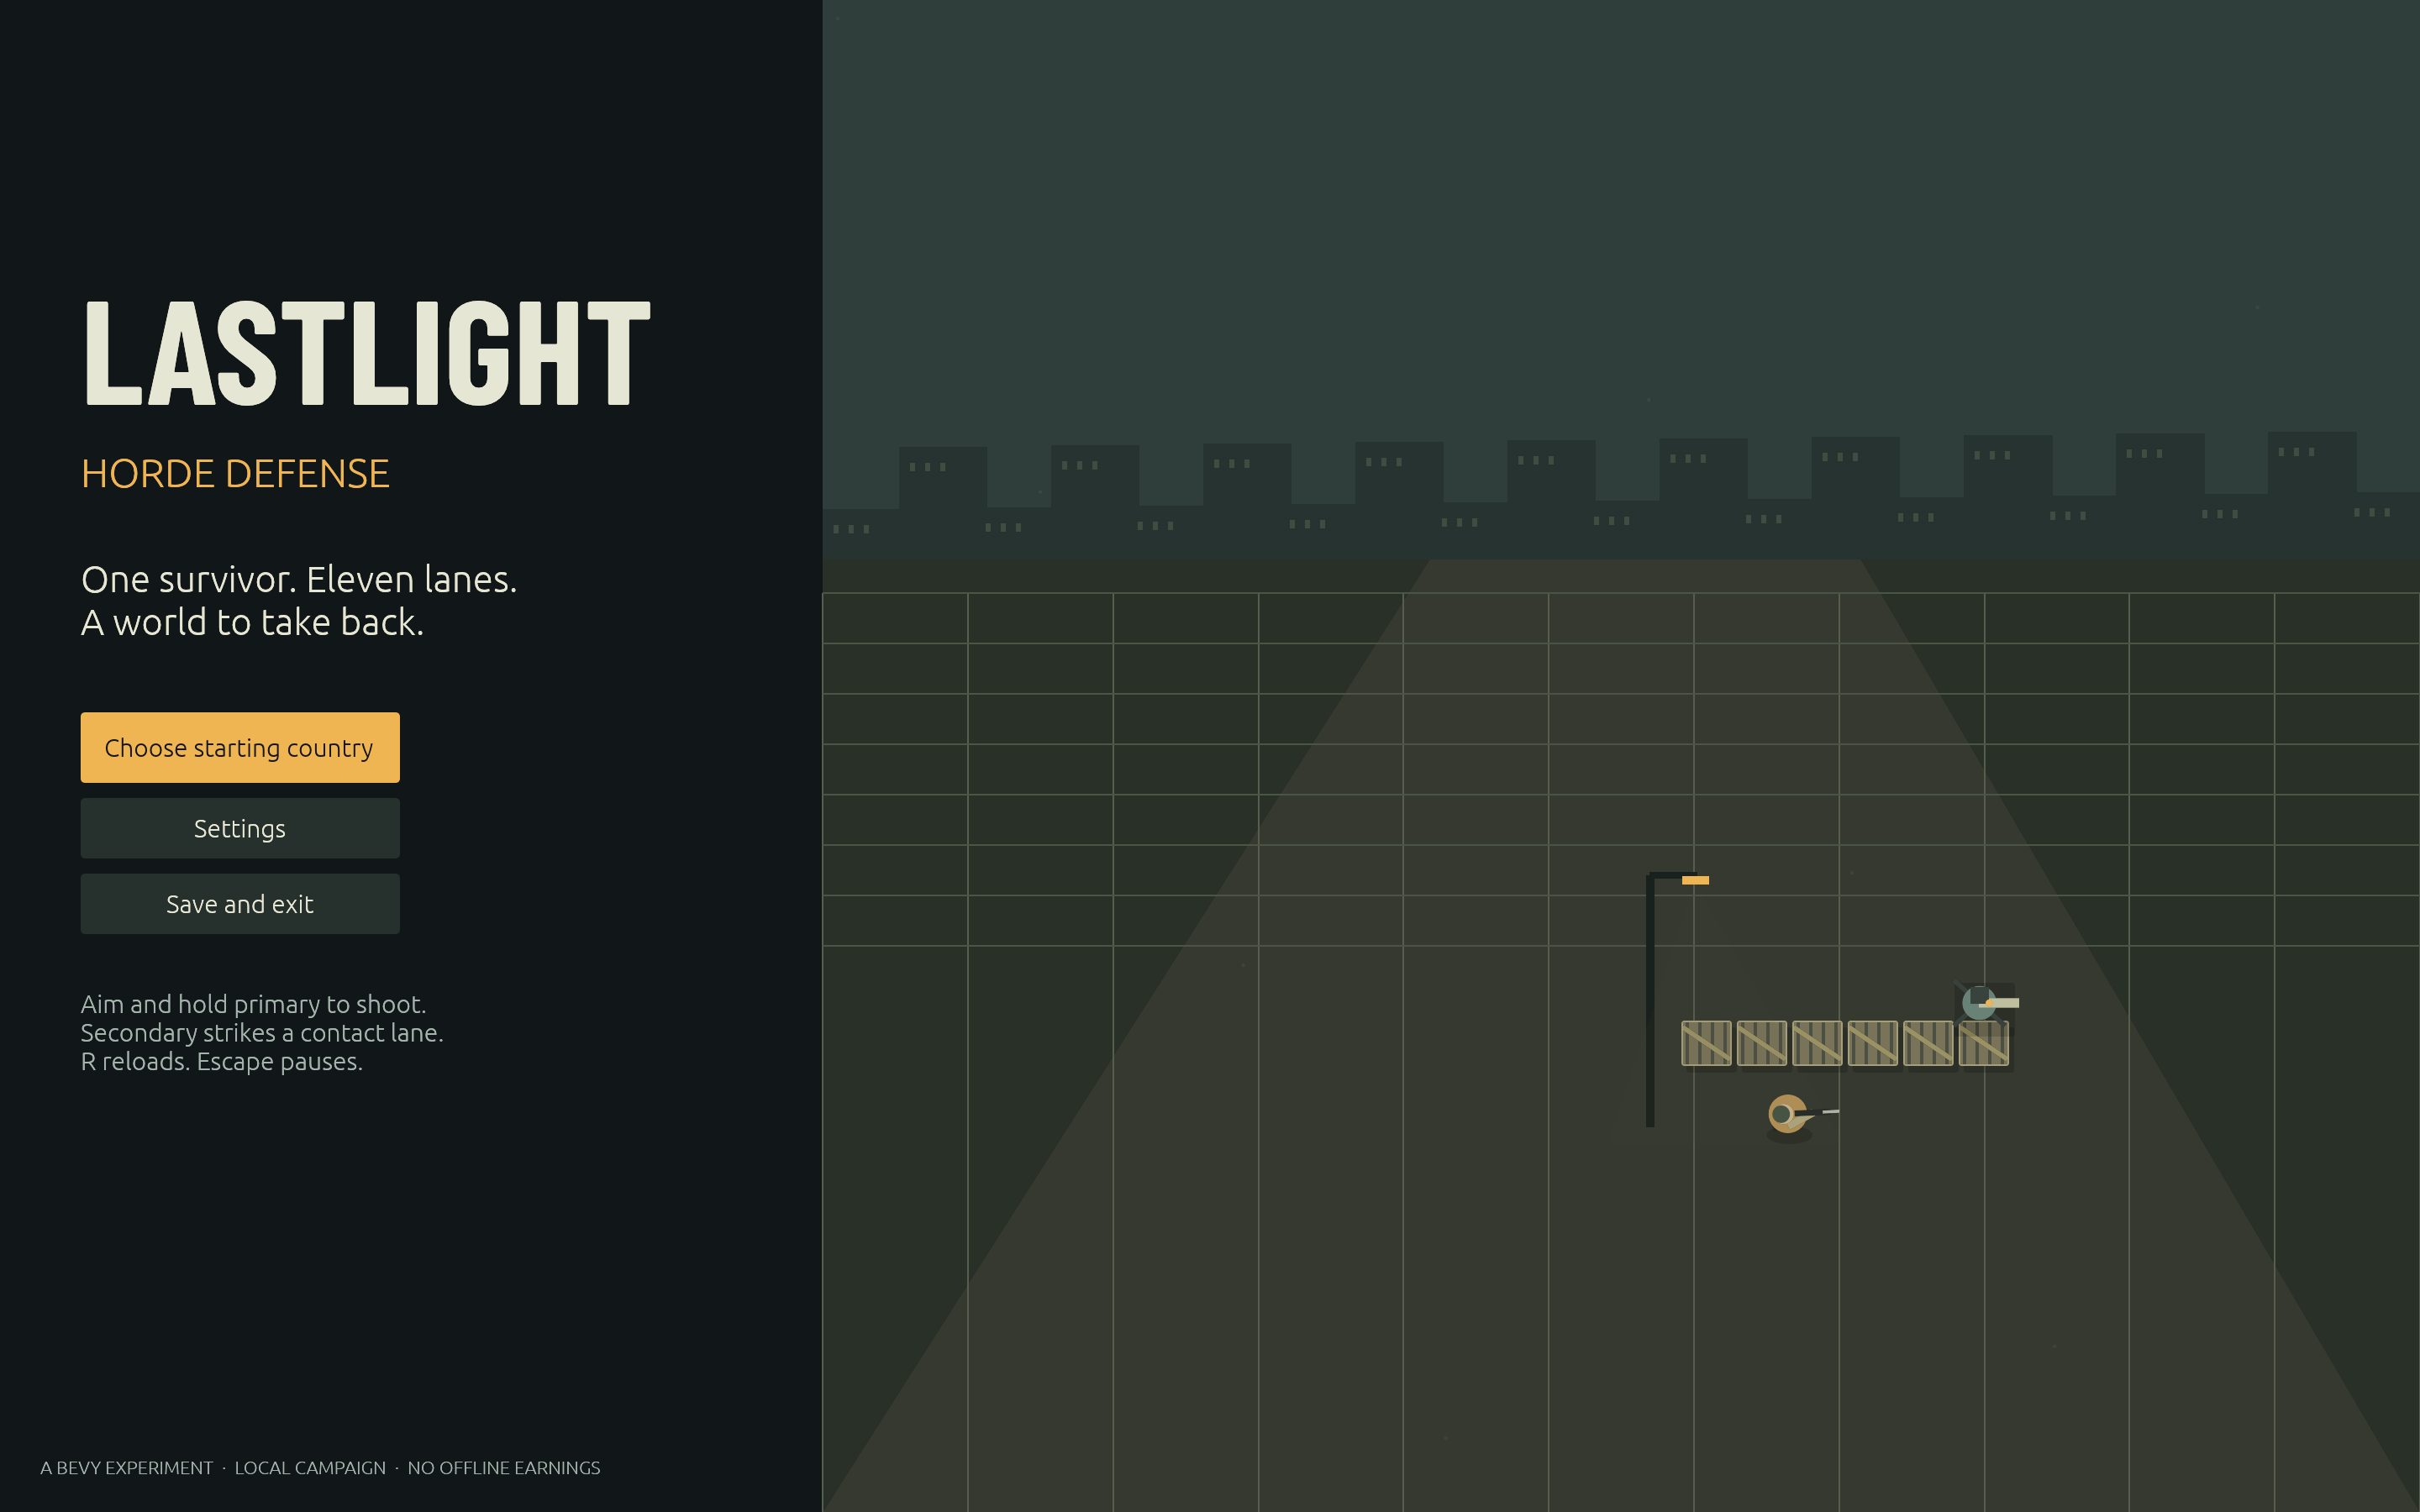 LASTLIGHT
HORDE DEFENSE
One survivor. Eleven lanes.
A world to take back.
Choose starting country
Settings
Save and exit
Aim and hold primary to shoot.
Secondary strikes a contact lane.
R reloads. Escape pauses.
A BEVY EXPERIMENT · LOCAL CAMPAIGN · NO OFFLINE EARNINGS